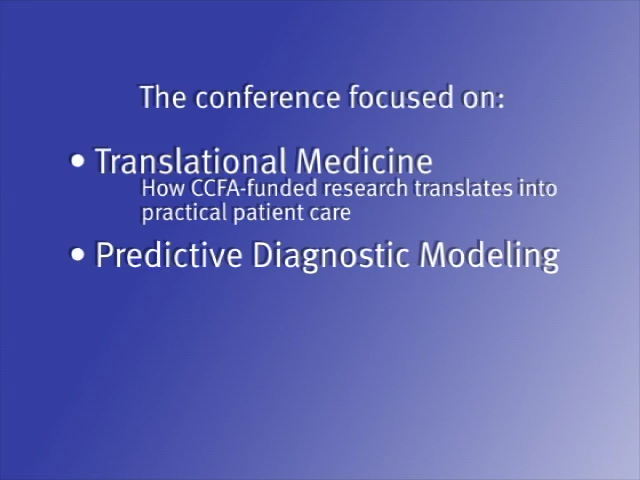 The conference focused on:
• Translational Medicine
How CCFA-funded research translates into
practical patient care
• Predictive Diagnostic Modeling